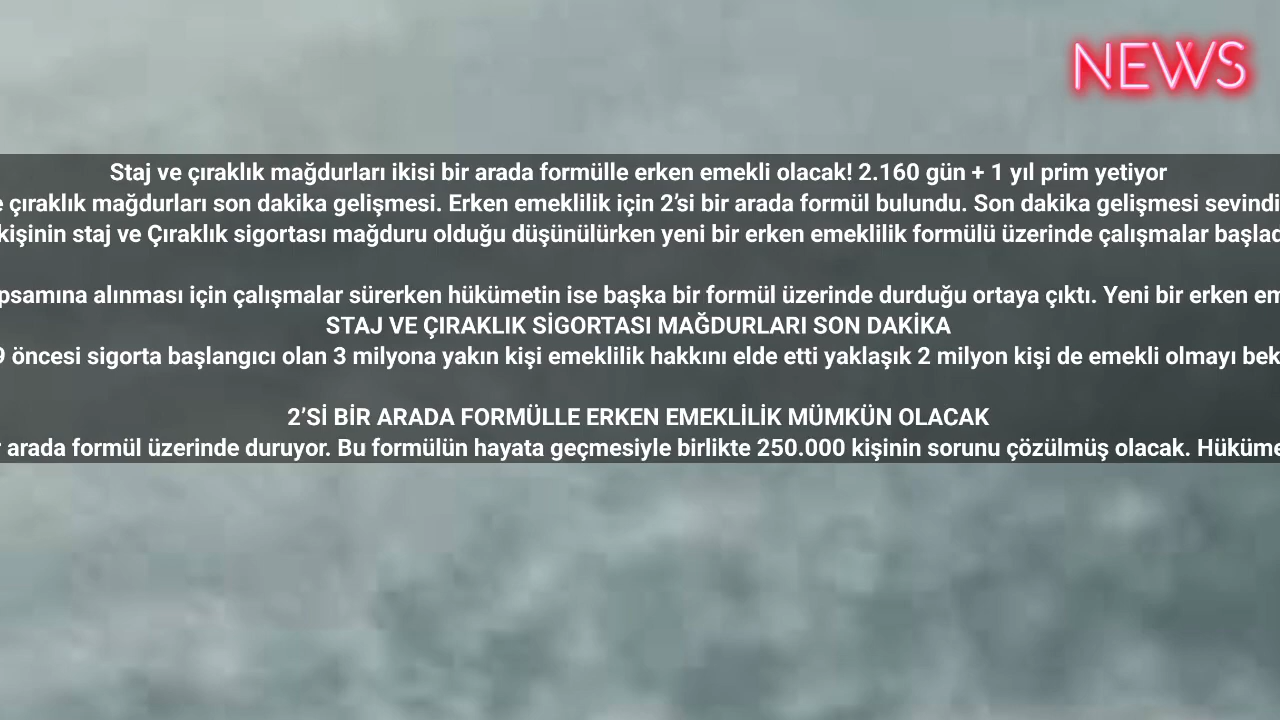 NEWS
Staj ve çıraklık mağdurları ikisi bir arada formülle erken emekli olacak! 2.160 gün + 1 yıl prim yetiyor
çıraklık mağdurları son dakika gelişmesi. Erken emeklilik için 2’si bir arada formül bulundu. Son dakika gelişmesi sevindi
kişinin staj ve Çıraklık sigortası mağduru olduğu düşünülürken yeni bir erken emeklilik formülü üzerinde çalışmalar başlad
psamına alınması için çalışmalar sürerken hükümetin ise başka bir formül üzerinde durduğu ortaya çıktı. Yeni bir erken em
STAJ VE ÇIRAKLIK SİGORTASI MAĞDURLARI SON DAKİKA
9 öncesi sigorta başlangıcı olan 3 milyona yakın kişi emeklilik hakkını elde etti yaklaşık 2 milyon kişi de emekli olmayı bek
2’Sİ BİR ARADA FORMÜLLE ERKEN EMEKLİLİK MÜMKÜN OLACAK
arada formül üzerinde duruyor. Bu formülün hayata geçmesiyle birlikte 250.000 kişinin sorunu çözülmüş olacak. Hüküme